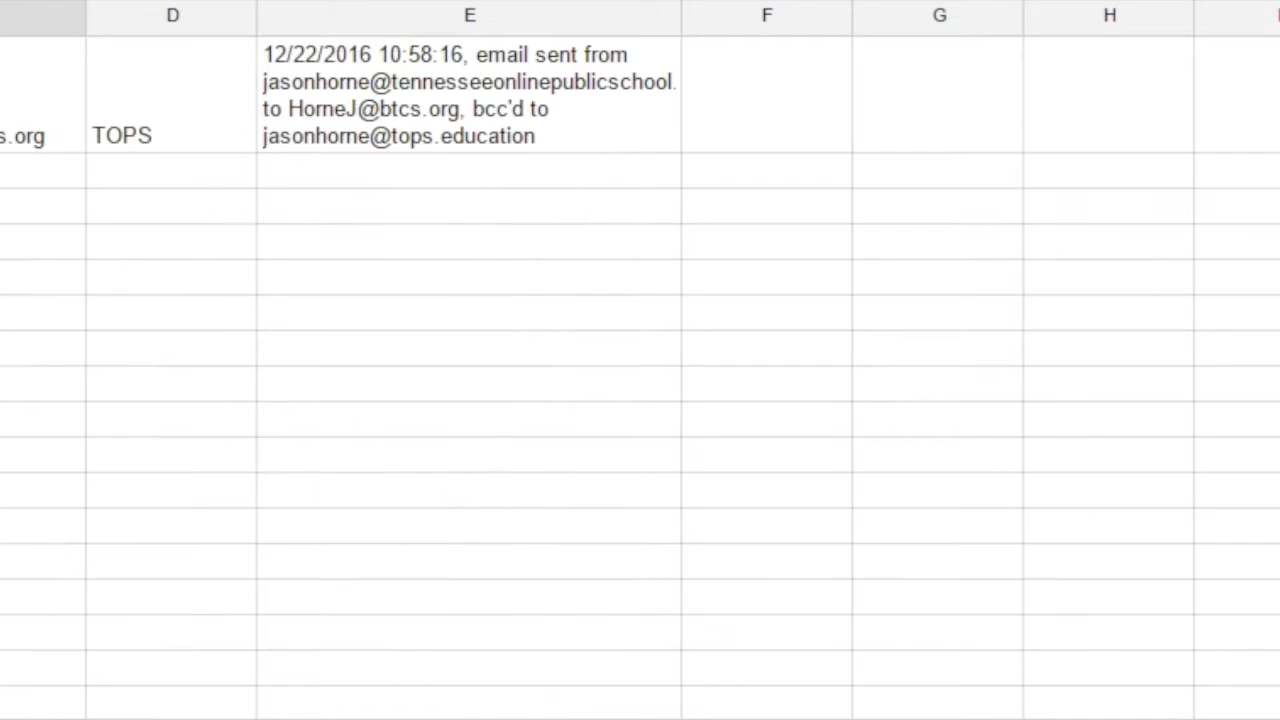 D E F G H
12/22/2016 10:58:16, email sent from
jasonhorne@tennesseeonlinepublicschool.
to HorneJ@btcs.org, bcc'd to
s.org TOPS jasonhorne@tops.education